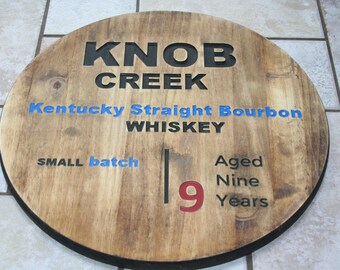 KNOB
CREEK
Kentucky Straight Bourbon
WHISKEY
SMALL batch
9
Aged
Nine
Years